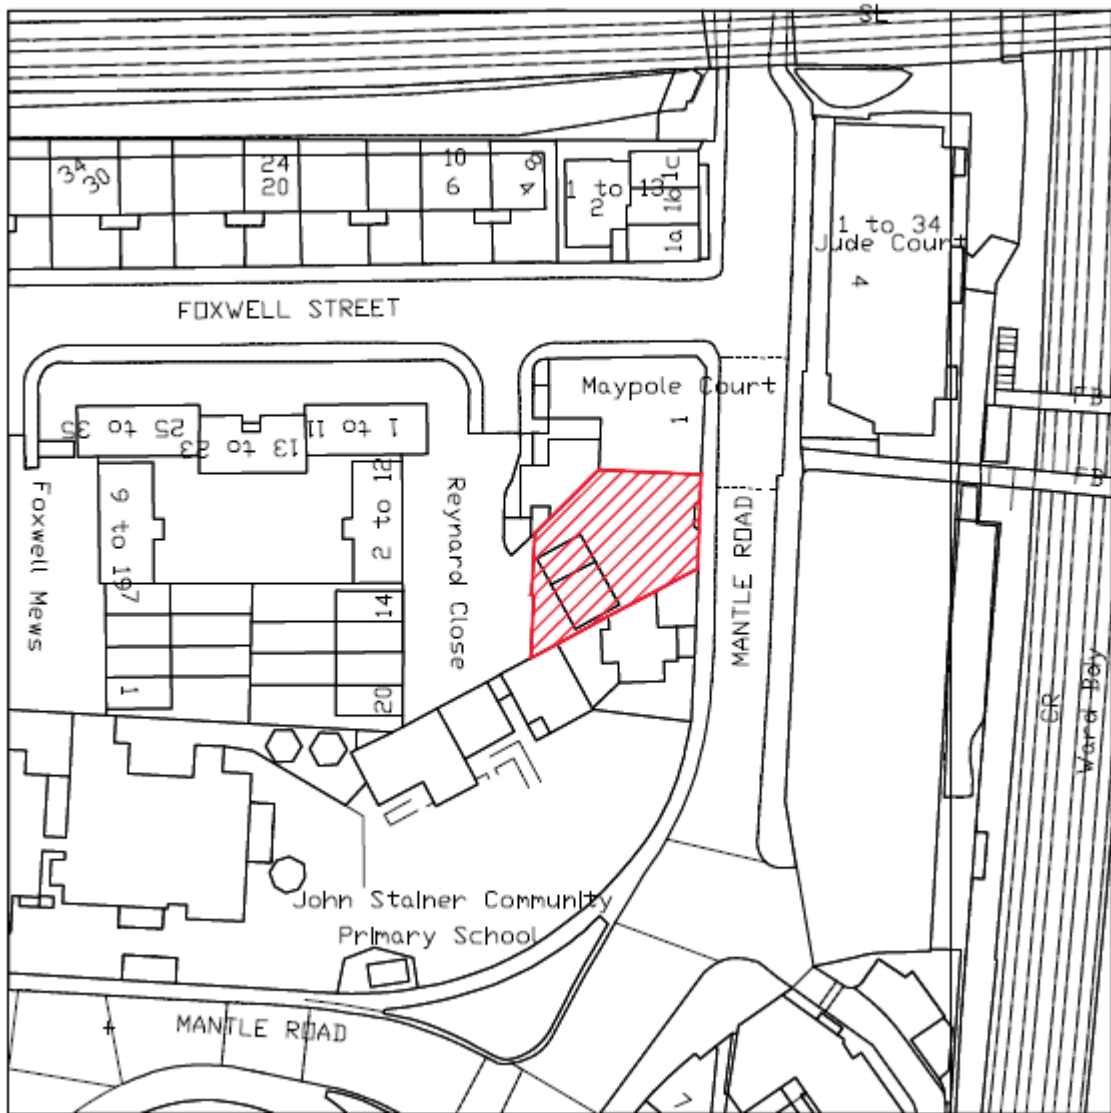 SL
34
30
24
20
10
6
8
4
1 to 13
2
1c
1b
1a
1 to 34
Jude Court
4
FOXWELL STREET
Maypole Court
1
25 to 35
13 to 23
1 to 11
Foxwell Mews
9 to 197
2 to 12
Reynard Close
MANTLE ROAD
FB
FB
14
1
20
GR
Ward Bdy
John Stainer Community
Primary School
MANTLE ROAD
7